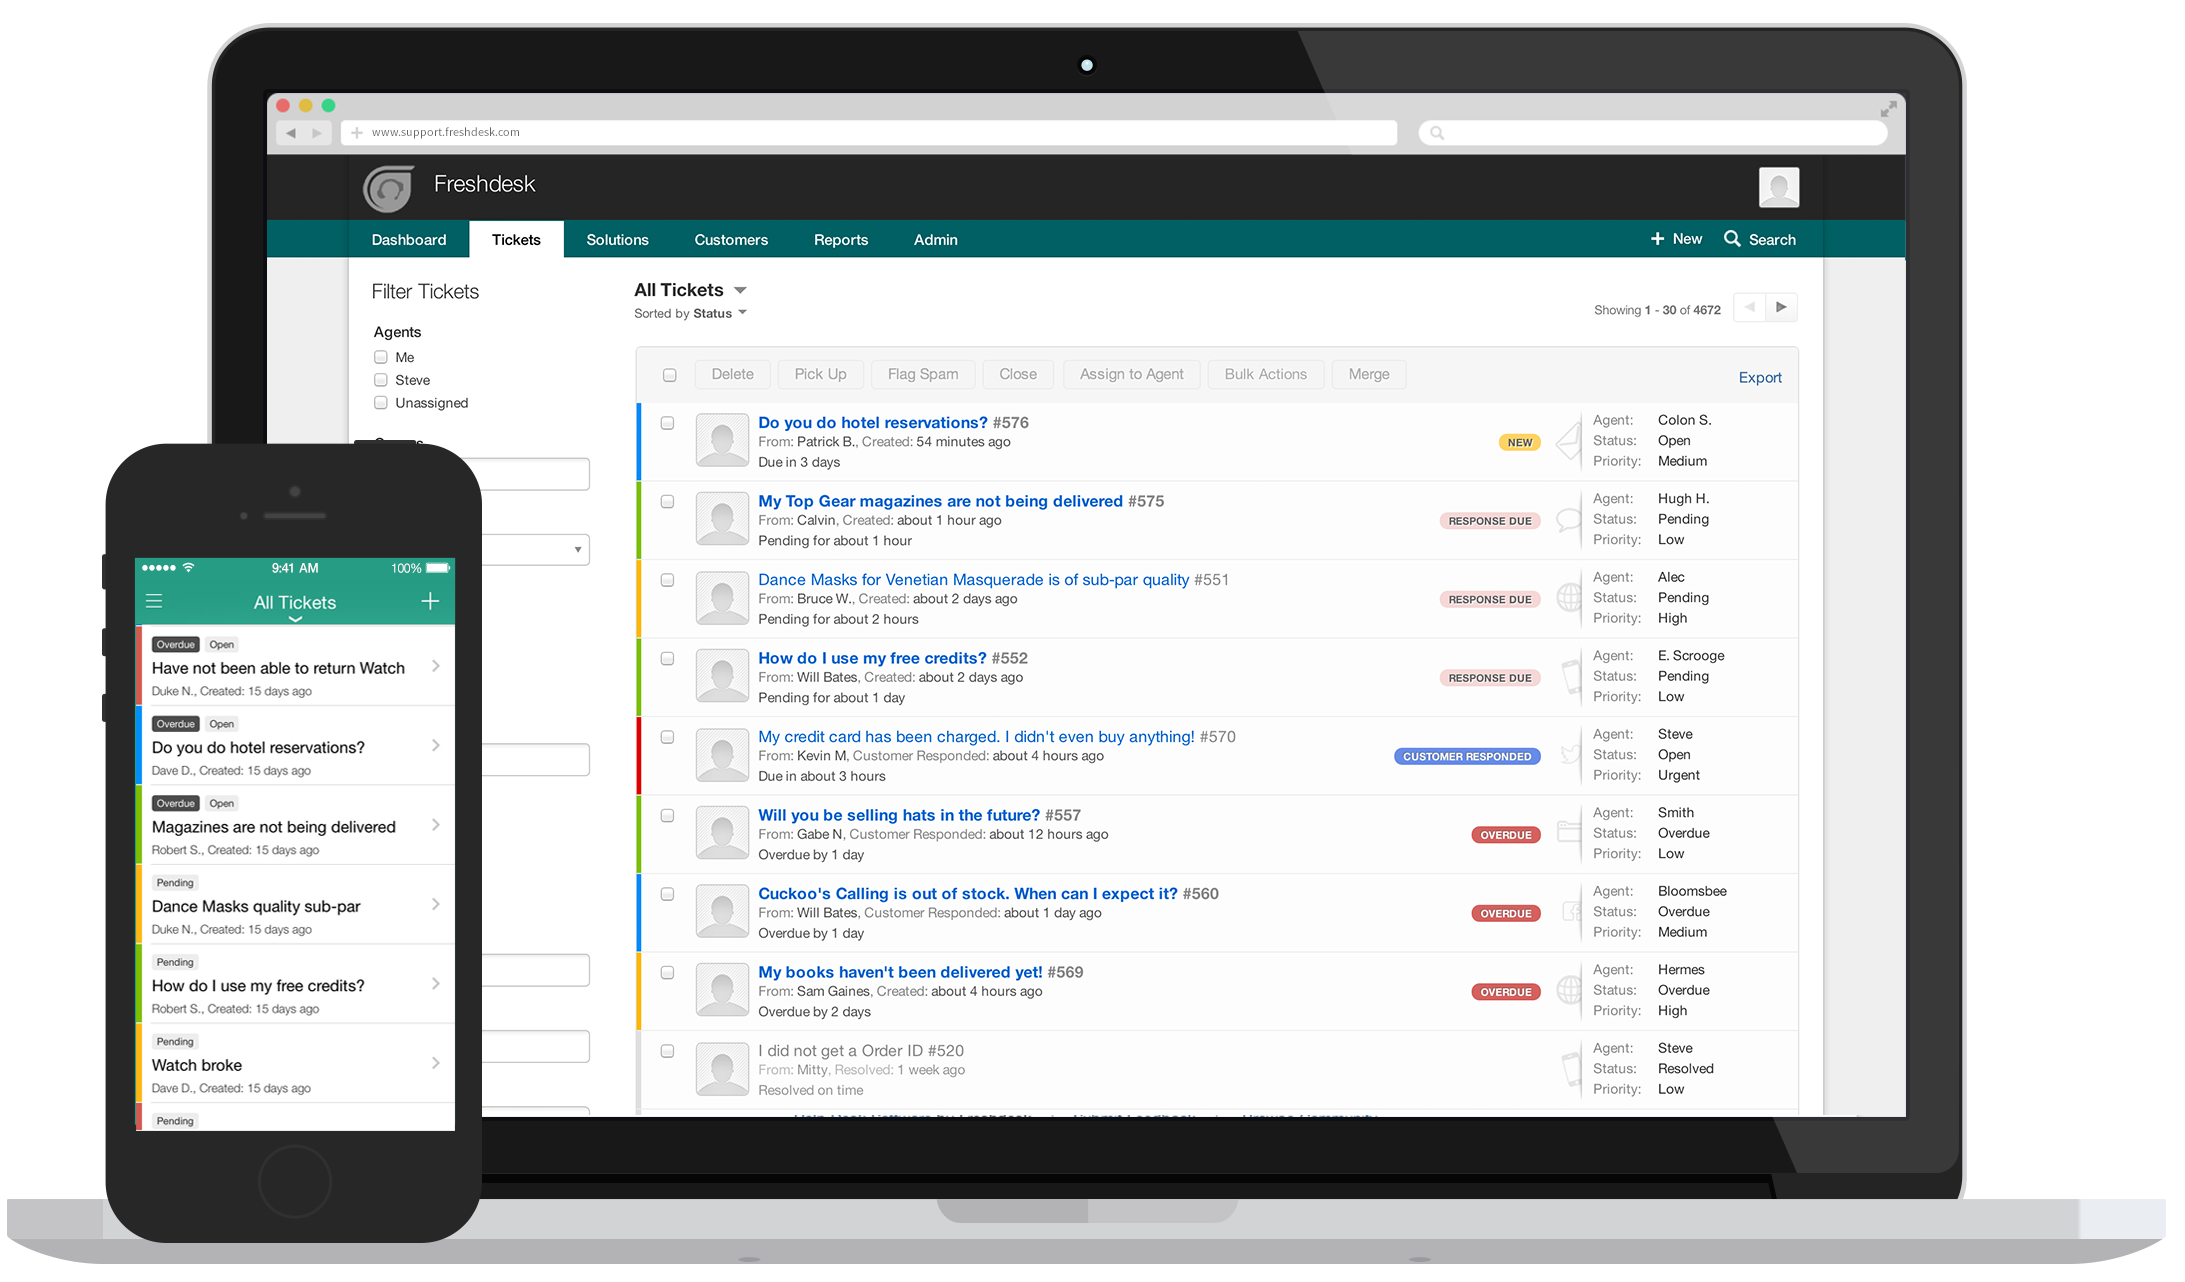 www.support.freshdesk.com
Freshdesk
Dashboard Tickets Solutions Customers Reports Admin + New Search
Filter Tickets
Agents
Me
Steve
Unassigned
All Tickets
Sorted by Status
Showing 1 - 30 of 4672
Delete Pick Up Flag Spam Close Assign to Agent Bulk Actions Merge Export
Do you do hotel reservations? #576
From: Patrick B., Created: 54 minutes ago
Due in 3 days
NEW
Agent: Colon S.
Status: Open
Priority: Medium
My Top Gear magazines are not being delivered #575
From: Calvin, Created: about 1 hour ago
Pending for about 1 hour
RESPONSE DUE
Agent: Hugh H.
Status: Pending
Priority: Low
Dance Masks for Venetian Masquerade is of sub-par quality #551
From: Bruce W., Created: about 2 days ago
Pending for about 2 hours
RESPONSE DUE
Agent: Alec
Status: Pending
Priority: High
How do I use my free credits? #552
From: Will Bates, Created: about 2 days ago
Pending for about 1 day
RESPONSE DUE
Agent: E. Scrooge
Status: Pending
Priority: Low
My credit card has been charged. I didn't even buy anything! #570
From: Kevin M, Customer Responded: about 4 hours ago
Due in about 3 hours
CUSTOMER RESPONDED
Agent: Steve
Status: Open
Priority: Urgent
Will you be selling hats in the future? #557
From: Gabe N, Customer Responded: about 12 hours ago
Overdue by 1 day
OVERDUE
Agent: Smith
Status: Overdue
Priority: Low
Cuckoo's Calling is out of stock. When can I expect it? #560
From: Will Bates, Customer Responded: about 1 day ago
Overdue by 1 day
OVERDUE
Agent: Bloomsbee
Status: Overdue
Priority: Medium
My books haven't been delivered yet! #569
From: Sam Gaines, Created: about 4 hours ago
Overdue by 2 days
OVERDUE
Agent: Hermes
Status: Overdue
Priority: High
I did not get a Order ID #520
From: Mitty, Resolved: 1 week ago
Resolved on time
Agent: Steve
Status: Resolved
Priority: Low
9:41 AM 100%
All Tickets +
Overdue Open
Have not been able to return Watch
Duke N., Created: 15 days ago
Overdue Open
Do you do hotel reservations?
Dave D., Created: 15 days ago
Overdue Open
Magazines are not being delivered
Robert S., Created: 15 days ago
Pending
Dance Masks quality sub-par
Duke N., Created: 15 days ago
Pending
How do I use my free credits?
Robert S., Created: 15 days ago
Pending
Watch broke
Dave D., Created: 15 days ago
Pending